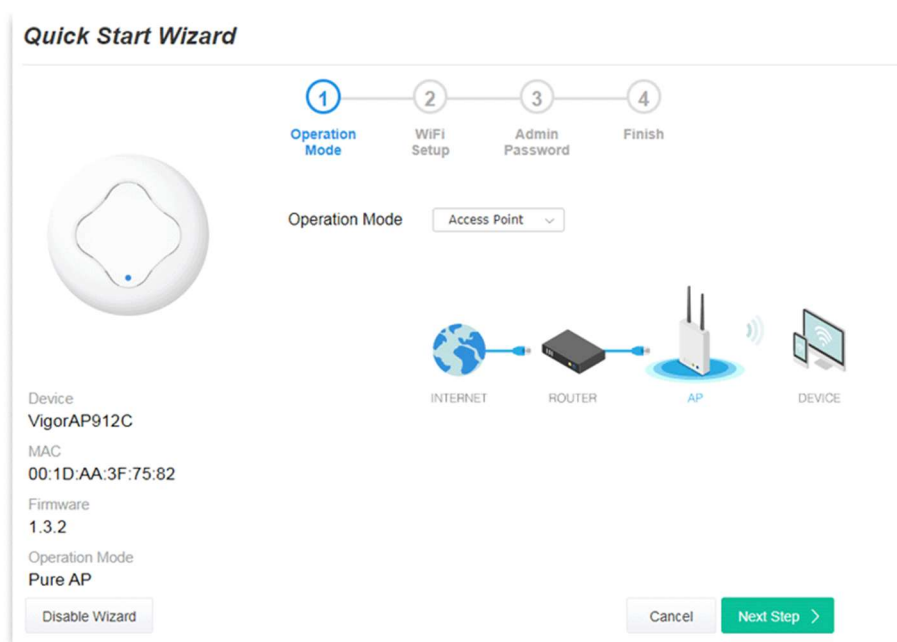 Quick Start Wizard
1 2 3 4
Operation Mode
WiFi Setup
Admin Password
Finish
Operation Mode Access Point
INTERNET ROUTER AP DEVICE
Device
VigorAP912C
MAC
00:1D:AA:3F:75:82
Firmware
1.3.2
Operation Mode
Pure AP
Disable Wizard Cancel Next Step